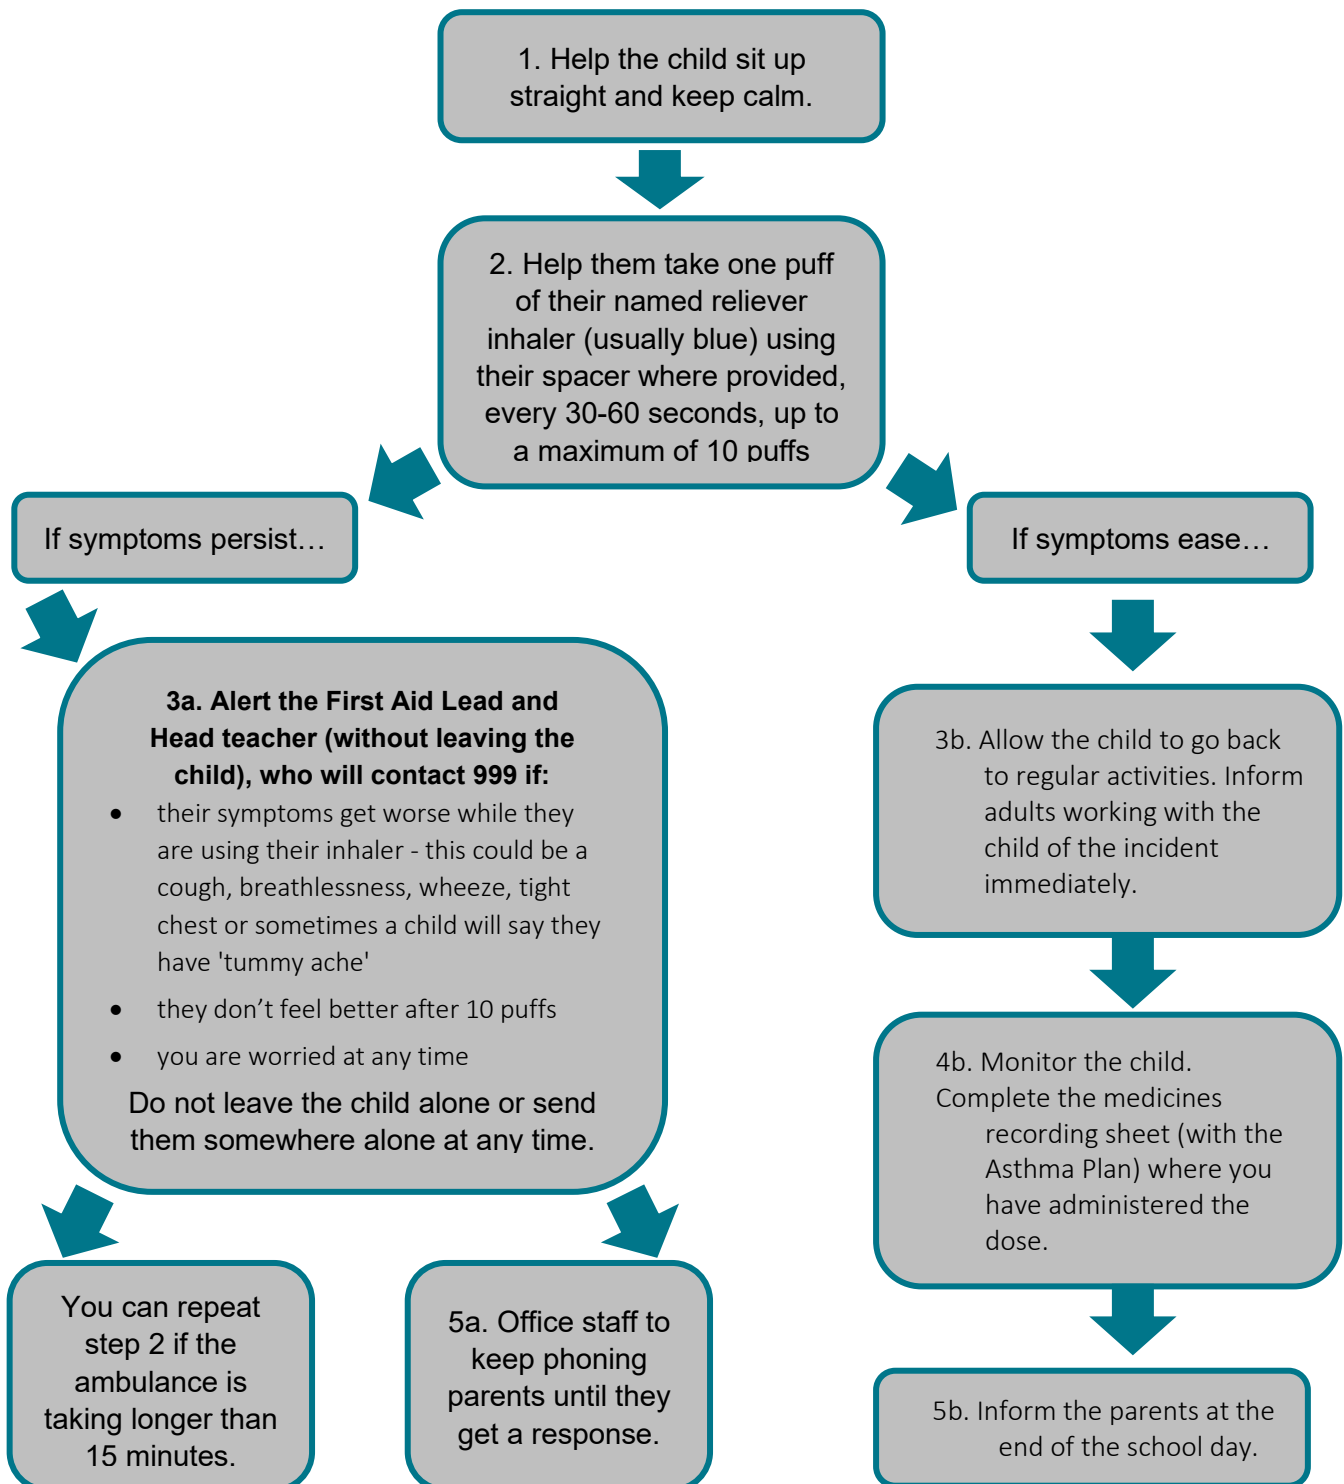 1. Help the child sit up
straight and keep calm.
2. Help them take one puff
of their named reliever
inhaler (usually blue) using
their spacer where provided,
every 30-60 seconds, up to
a maximum of 10 puffs
If symptoms persist…
If symptoms ease…
3a. Alert the First Aid Lead and
Head teacher (without leaving the
child), who will contact 999 if:
• their symptoms get worse while they
are using their inhaler - this could be a
cough, breathlessness, wheeze, tight
chest or sometimes a child will say they
have 'tummy ache'
• they don’t feel better after 10 puffs
• you are worried at any time
Do not leave the child alone or send
them somewhere alone at any time.
3b. Allow the child to go back
to regular activities. Inform
adults working with the
child of the incident
immediately.
4b. Monitor the child.
Complete the medicines
recording sheet (with the
Asthma Plan) where you
have administered the
dose.
You can repeat
step 2 if the
ambulance is
taking longer than
15 minutes.
5a. Office staff to
keep phoning
parents until they
get a response.
5b. Inform the parents at the
end of the school day.